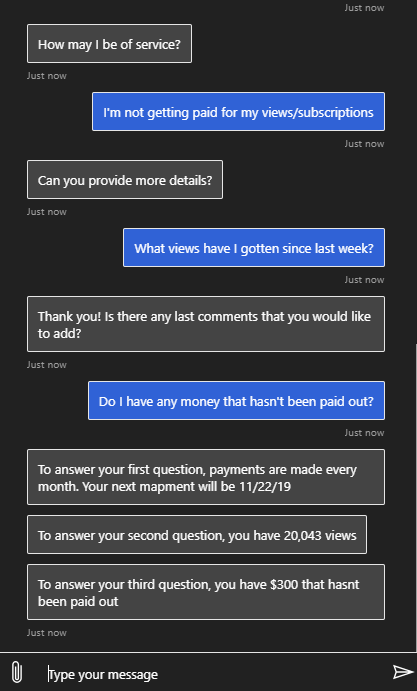 Just now
How may I be of service?
Just now
I'm not getting paid for my views/subscriptions
Just now
Can you provide more details?
Just now
What views have I gotten since last week?
Just now
Thank you! Is there any last comments that you would like
to add?
Just now
Do I have any money that hasn't been paid out?
Just now
To answer your first question, payments are made every
month. Your next mapment will be 11/22/19
To answer your second question, you have 20,043 views
To answer your third question, you have $300 that hasnt
been paid out
Just now
Type your message